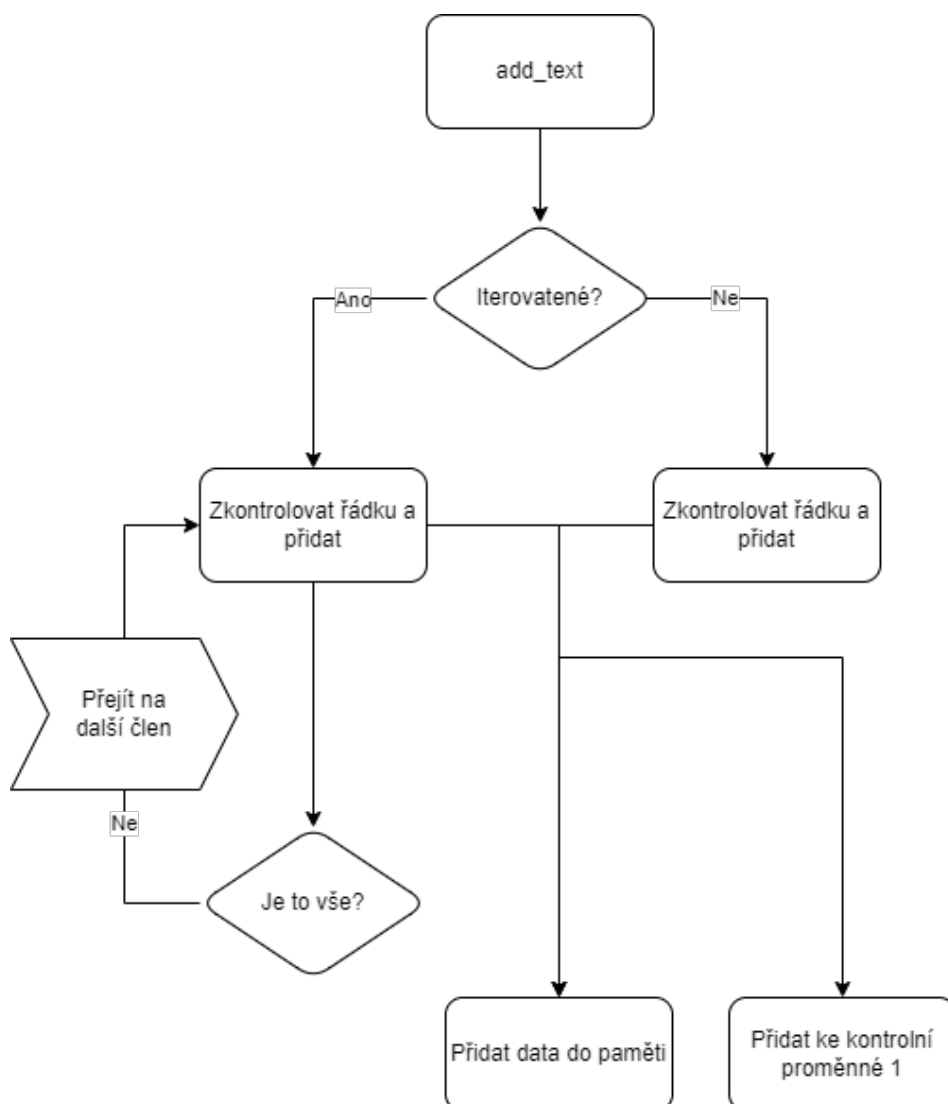 add_text
Iterovatené?
Ano
Ne
Zkontrolovat řádku a
přidat
Zkontrolovat řádku a
přidat
Přejít na
další člen
Ne
Je to vše?
Přidat data do paměti
Přidat ke kontrolní
proměnné 1